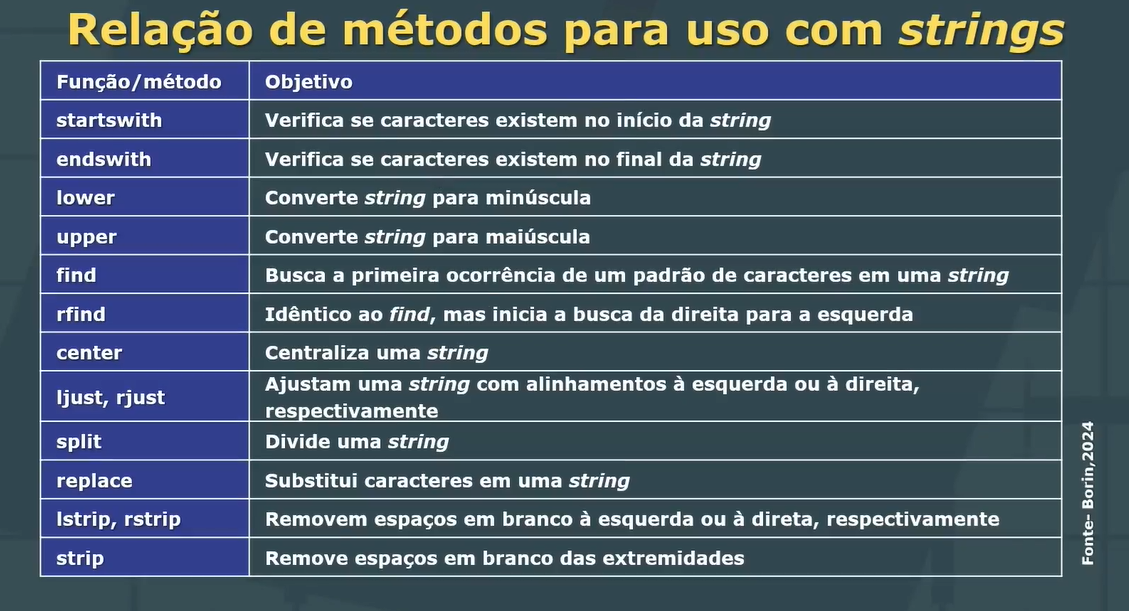 Relação de métodos para uso com strings
Função/método
Objetivo
startswith
Verifica se caracteres existem no início da string
endswith
Verifica se caracteres existem no final da string
lower
Converte string para minúscula
upper
Converte string para maiúscula
find
Busca a primeira ocorrência de um padrão de caracteres em uma string
rfind
Idêntico ao find, mas inicia a busca da direita para a esquerda
center
Centraliza uma string
ljust, rjust
Ajustam uma string com alinhamentos à esquerda ou à direita,
respectivamente
split
Divide uma string
replace
Substitui caracteres em uma string
lstrip, rstrip
Removem espaços em branco à esquerda ou à direta, respectivamente
strip
Remove espaços em branco das extremidades
Fonte– Borin,2024